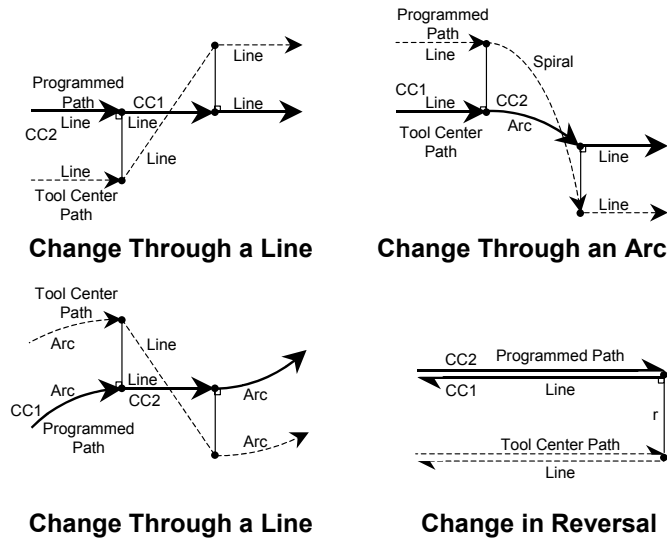 Line
Programmed
Path
CC1
Line
Line
Line
CC2
Line
Line
Tool Center
Path
Change Through a Line
Programmed
Path
Line
Spiral
CC1
Line
CC2
Tool Center
Path
Arc
Line
Line
Change Through an Arc
Tool Center
Path
Arc
Line
Arc
Line
CC2
Arc
CC1
Programmed
Path
Arc
Change Through a Line
CC2
Programmed Path
CC1
Line
r
Tool Center Path
Line
Change in Reversal